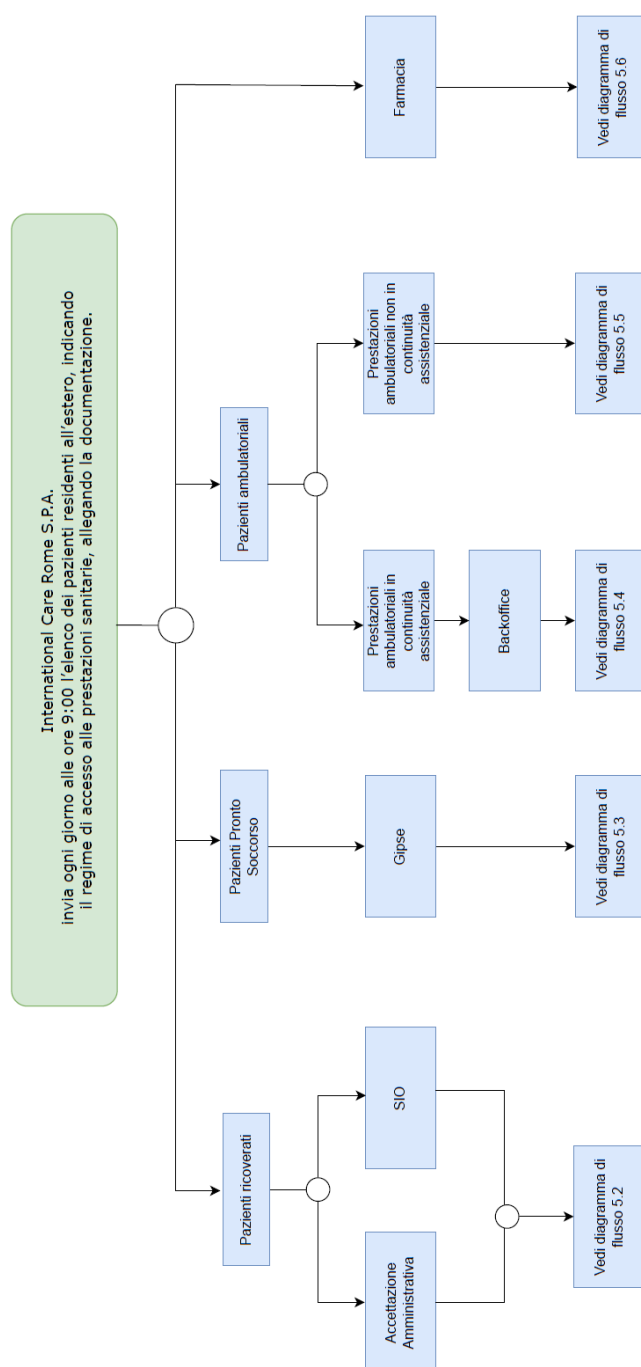 International Care Rome S.P.A.
invia ogni giorno alle ore 9:00 l'elenco dei pazienti residenti all'estero, indicando
il regime di accesso alle prestazioni sanitarie, allegando la documentazione.
Pazienti ricoverati
Pazienti Pronto
Soccorso
Pazienti ambulatoriali
Accettazione
Amministrativa
SIO
Gipse
Prestazioni
ambulatoriali in
continuità
assistenziale
Prestazioni
ambulatoriali non in
continuità
assistenziale
Farmacia
Backoffice
Vedi diagramma di
flusso 5.2
Vedi diagramma di
flusso 5.3
Vedi diagramma di
flusso 5.4
Vedi diagramma di
flusso 5.5
Vedi diagramma di
flusso 5.6